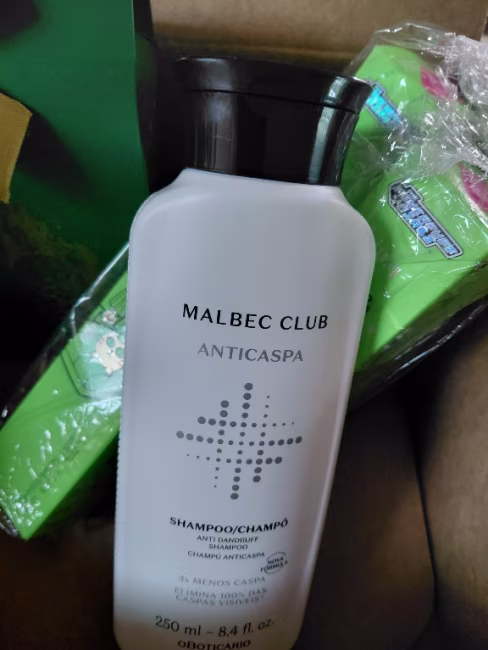 MALBEC CLUB
ANTICASPA
SHAMPOO/CHAMPÔ
ANTI DANDRUFF
SHAMPOO
CHAMPÚ ANTICASPA
NOVA
FÓRMULA
3x MENOS CASPA
ELIMINA 100% DAS
CASPAS VISÍVEIS*
250 ml – 8.4 fl. oz.
OBOTICÁRIO